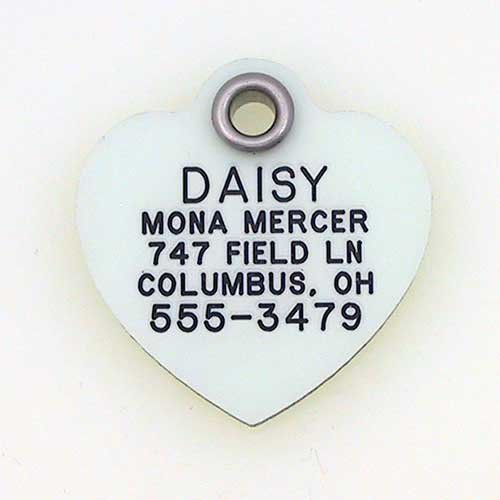 DAISY
MONA MERCER
747 FIELD LN
COLUMBUS, OH
555-3479